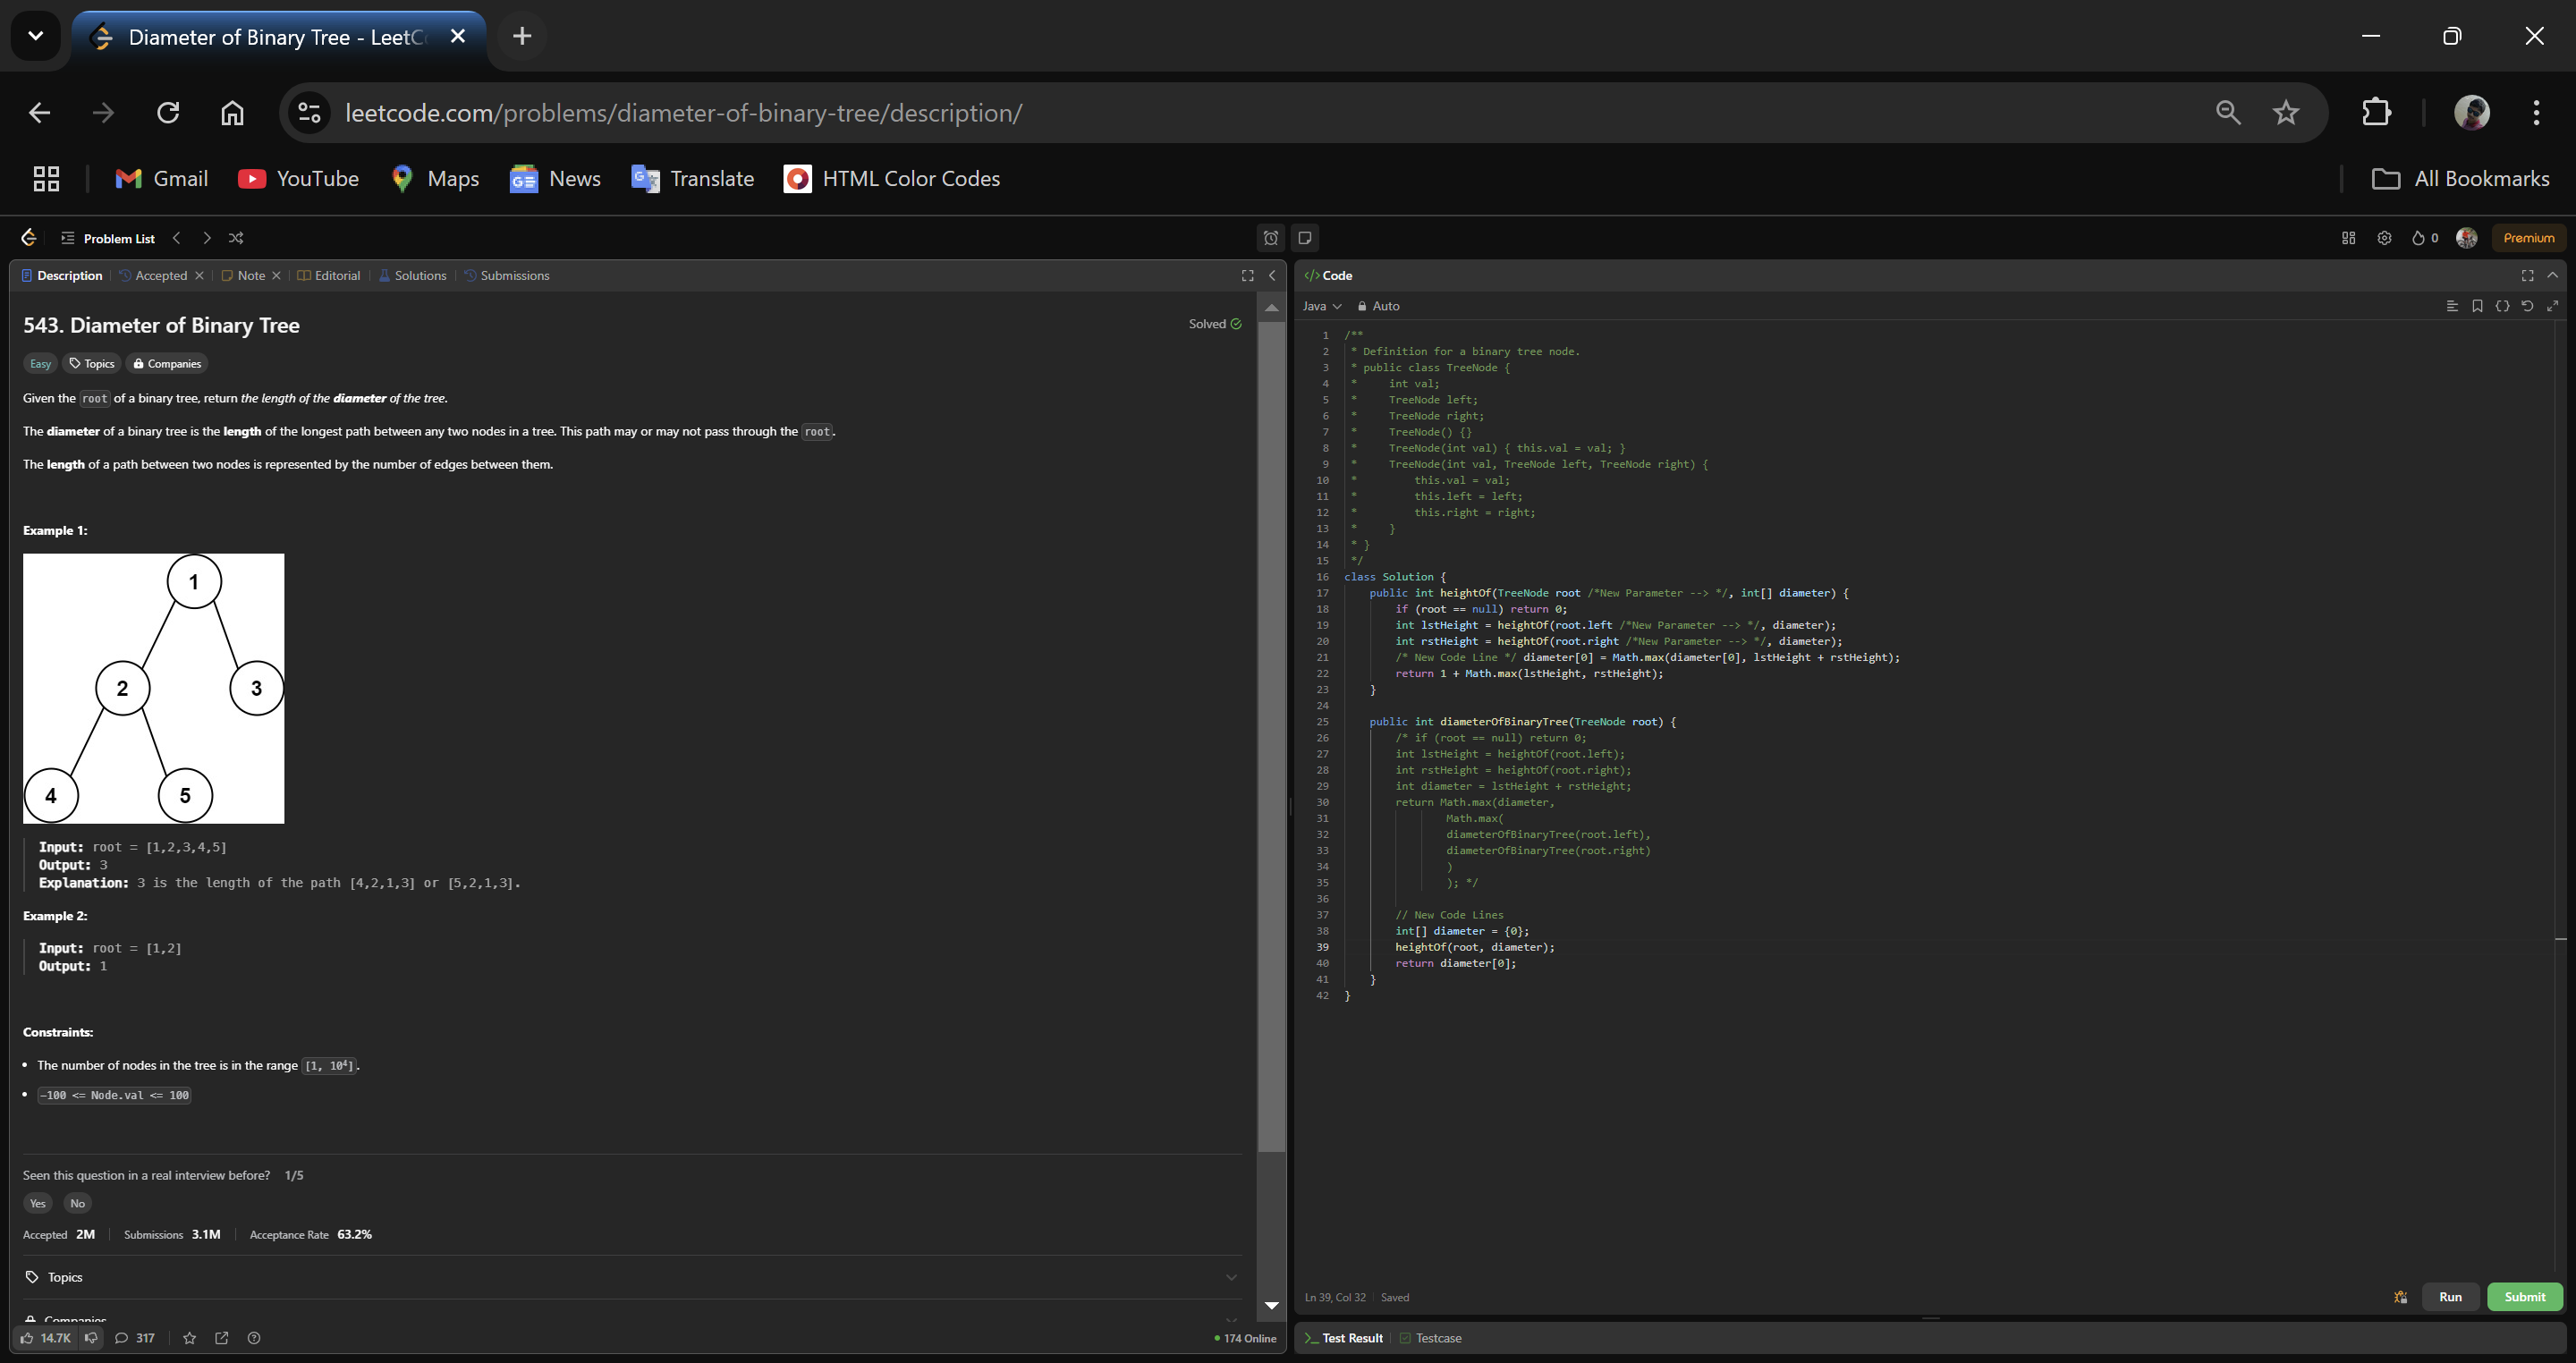 Diameter of Binary Tree - LeetC
leetcode.com/problems/diameter-of-binary-tree/description/
Gmail YouTube Maps News Translate HTML Color Codes All Bookmarks
Problem List 0 Premium
Description Accepted Note Editorial Solutions Submissions
543. Diameter of Binary Tree Solved
Easy Topics Companies
Given the root of a binary tree, return the length of the diameter of the tree.
The diameter of a binary tree is the length of the longest path between any two nodes in a tree. This path may or may not pass through the root.
The length of a path between two nodes is represented by the number of edges between them.
Example 1:
1
2 3
4 5
Input: root = [1,2,3,4,5]
Output: 3
Explanation: 3 is the length of the path [4,2,1,3] or [5,2,1,3].
Example 2:
Input: root = [1,2]
Output: 1
Constraints:
• The number of nodes in the tree is in the range [1, 10⁴].
• -100 <= Node.val <= 100
Seen this question in a real interview before? 1/5
Yes No
Accepted 2M Submissions 3.1M Acceptance Rate 63.2%
Topics
Companies
14.7K 317 174 Online
</> Code
Java Auto
1 /**
2 * Definition for a binary tree node.
3 * public class TreeNode {
4 * int val;
5 * TreeNode left;
6 * TreeNode right;
7 * TreeNode() {}
8 * TreeNode(int val) { this.val = val; }
9 * TreeNode(int val, TreeNode left, TreeNode right) {
10 * this.val = val;
11 * this.left = left;
12 * this.right = right;
13 * }
14 * }
15 */
16 class Solution {
17 public int heightOf(TreeNode root /*New Parameter --> */, int[] diameter) {
18 if (root == null) return 0;
19 int lstHeight = heightOf(root.left /*New Parameter --> */, diameter);
20 int rstHeight = heightOf(root.right /*New Parameter --> */, diameter);
21 /* New Code Line */ diameter[0] = Math.max(diameter[0], lstHeight + rstHeight);
22 return 1 + Math.max(lstHeight, rstHeight);
23 }
24
25 public int diameterOfBinaryTree(TreeNode root) {
26 /* if (root == null) return 0;
27 int lstHeight = heightOf(root.left);
28 int rstHeight = heightOf(root.right);
29 int diameter = lstHeight + rstHeight;
30 return Math.max(diameter,
31 Math.max(
32 diameterOfBinaryTree(root.left),
33 diameterOfBinaryTree(root.right)
34 )
35 ); */
36
37 // New Code Lines
38 int[] diameter = {0};
39 heightOf(root, diameter);
40 return diameter[0];
41 }
42 }
Ln 39, Col 32 Saved
Run Submit
Test Result Testcase